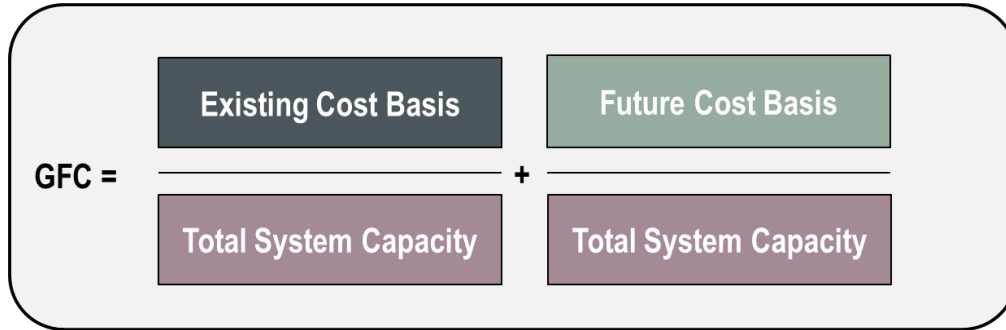 Existing Cost Basis
Future Cost Basis
GFC =
+
Total System Capacity
Total System Capacity